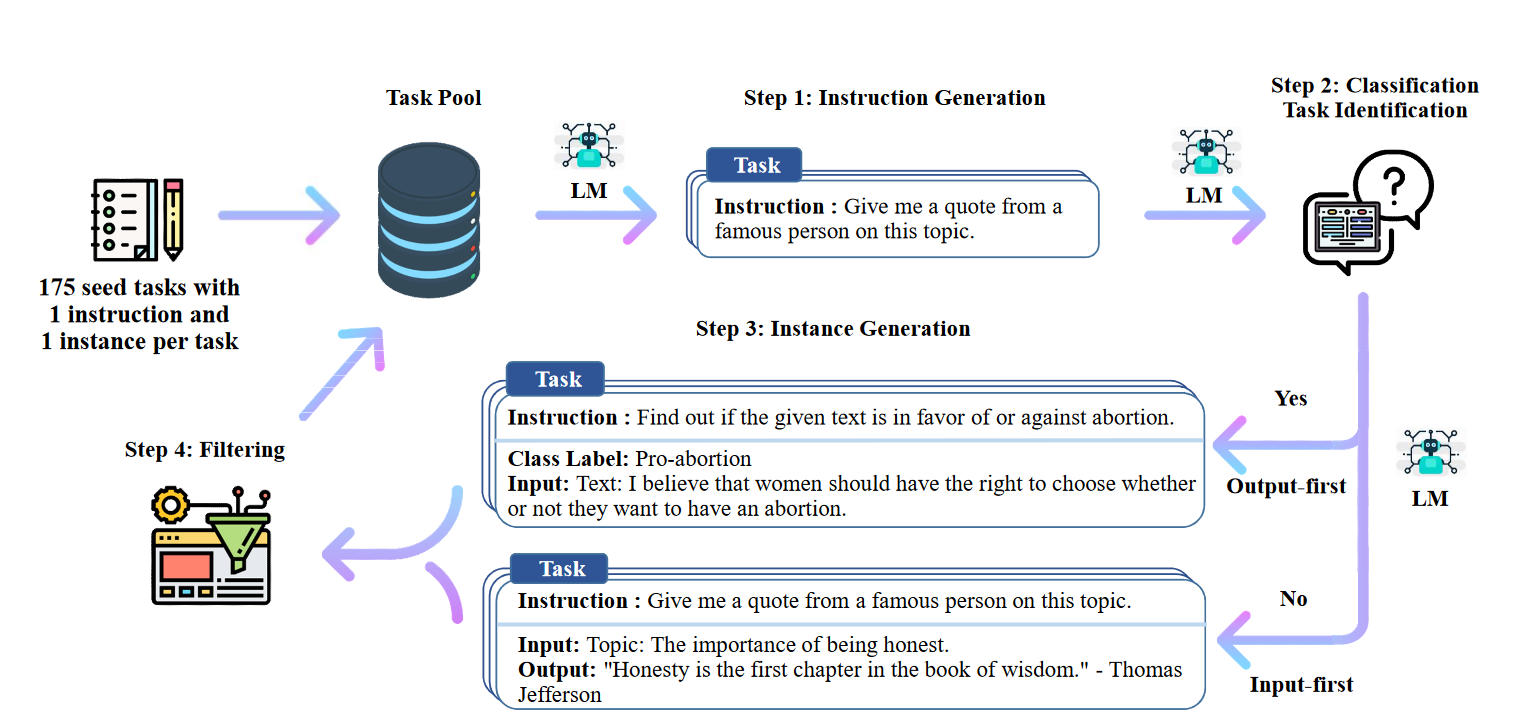 Task Pool
Step 1: Instruction Generation
Step 2: Classification
Task Identification
LM
Task
Instruction : Give me a quote from a
famous person on this topic.
LM
175 seed tasks with
1 instruction and
1 instance per task
Step 3: Instance Generation
Task
Instruction : Find out if the given text is in favor of or against abortion.
Class Label: Pro-abortion
Input: Text: I believe that women should have the right to choose whether
or not they want to have an abortion.
Yes
Output-first
LM
Step 4: Filtering
Task
Instruction : Give me a quote from a famous person on this topic.
Input: Topic: The importance of being honest.
Output: "Honesty is the first chapter in the book of wisdom." - Thomas
Jefferson
No
Input-first